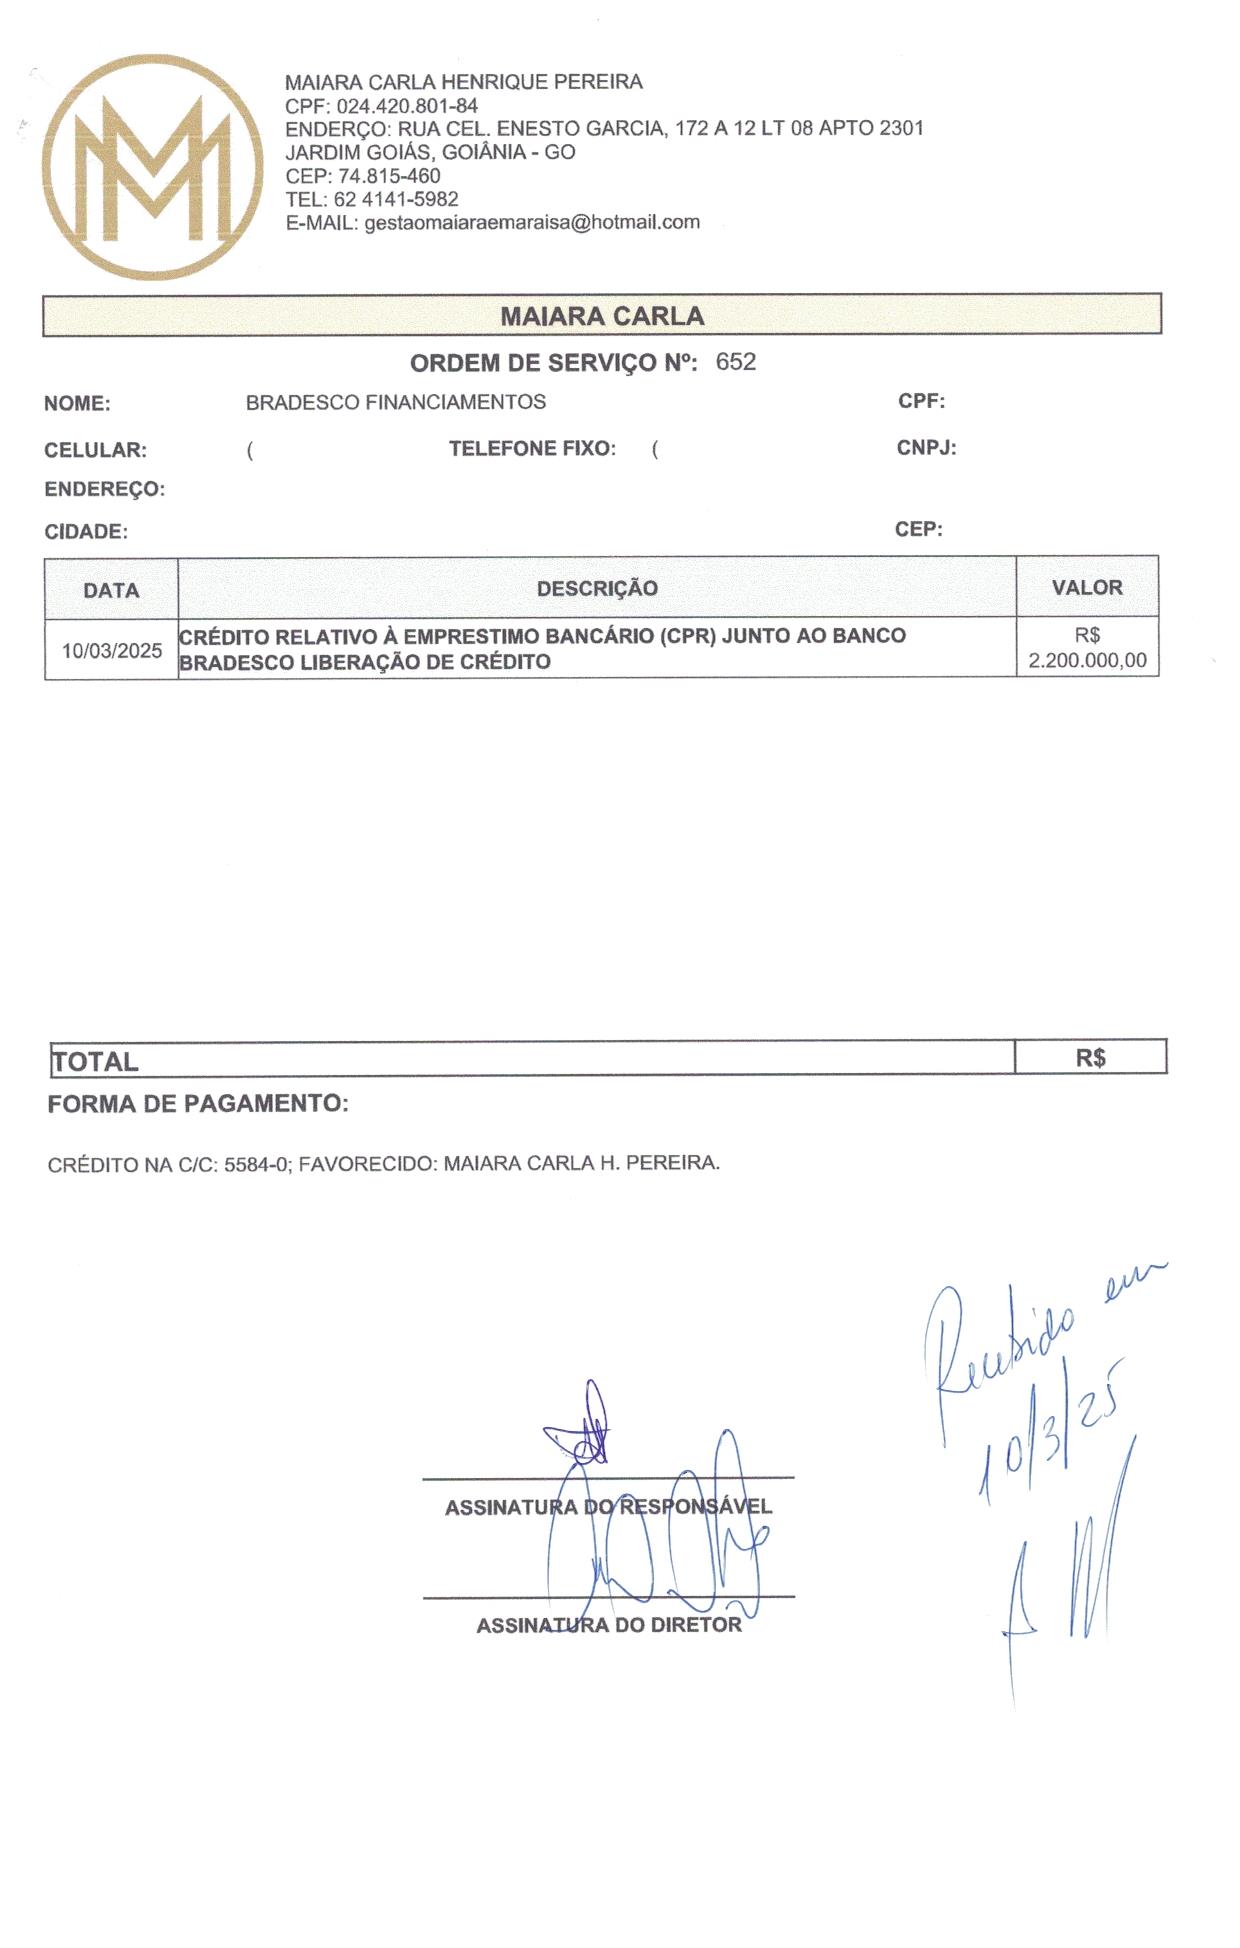 MAIARA CARLA HENRIQUE PEREIRA
CPF: 024.420.801-84
ENDERÇO: RUA CEL. ENESTO GARCIA, 172 A 12 LT 08 APTO 2301
JARDIM GOIÁS, GOIÂNIA - GO
CEP: 74.815-460
TEL: 62 4141-5982
E-MAIL: gestaomaiaraemaraisa@hotmail.com
MAIARA CARLA
ORDEM DE SERVIÇO Nº: 652
NOME: BRADESCO FINANCIAMENTOS CPF:
CELULAR: ( TELEFONE FIXO: ( CNPJ:
ENDEREÇO:
CIDADE: CEP:
DATA DESCRIÇÃO VALOR
10/03/2025 CRÉDITO RELATIVO À EMPRESTIMO BANCÁRIO (CPR) JUNTO AO BANCO R$
BRADESCO LIBERAÇÃO DE CRÉDITO 2.200.000,00
TOTAL R$
FORMA DE PAGAMENTO:
CRÉDITO NA C/C: 5584-0; FAVORECIDO: MAIARA CARLA H. PEREIRA.
Recebido em
10/3/25
ASSINATURA DO RESPONSÁVEL
ASSINATURA DO DIRETOR